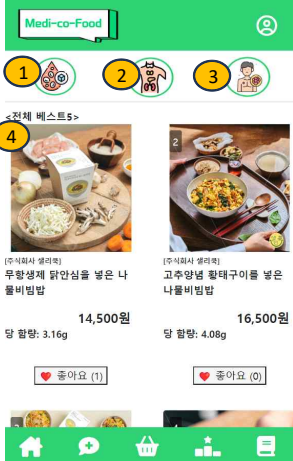 Medi-co-Food
1
2
3
<전체 베스트5>
4
2
[주식회사 샐러쿡]
무항생제 닭안심을 넣은 나
물비빔밥
14,500원
당 함량: 3.16g
좋아요 (1)
[주식회사 샐러쿡]
고추양념 황태구이를 넣은
나물비빔밥
16,500원
당 함량: 4.08g
좋아요 (0)